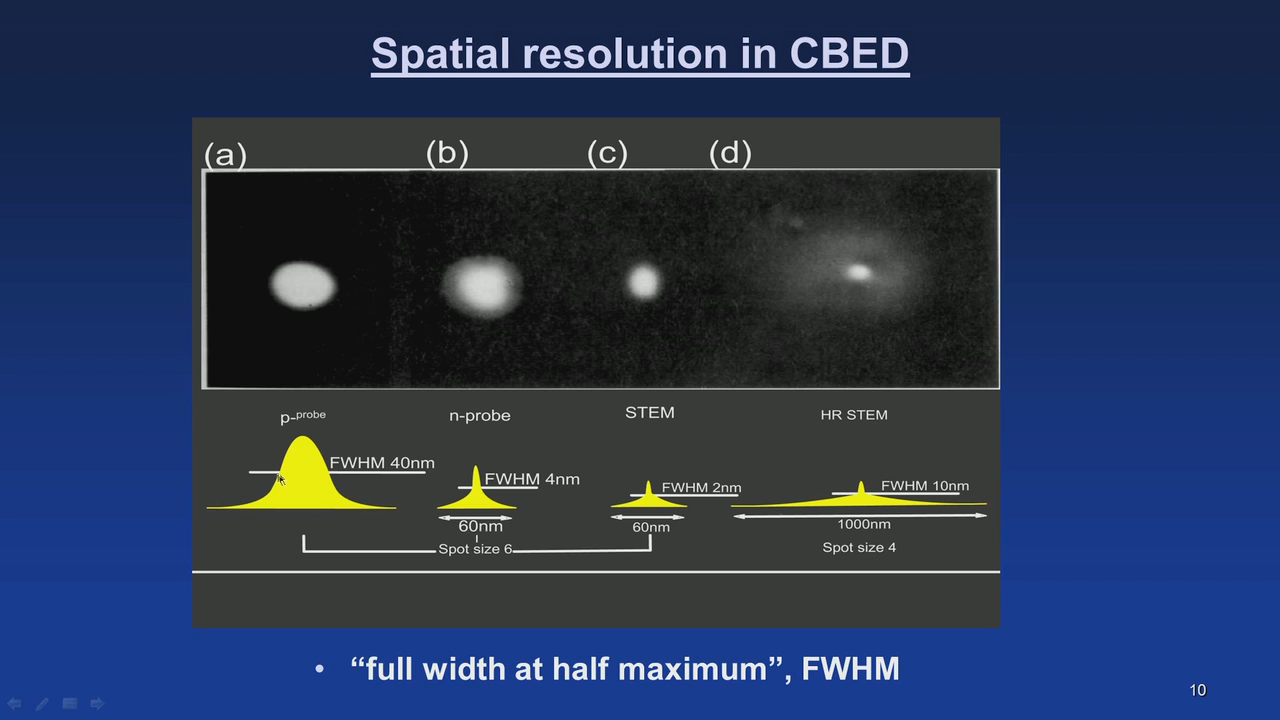 Spatial resolution in CBED
(a) (b) (c) (d)
p-probe n-probe STEM HR STEM
FWHM 40nm FWHM 4nm FWHM 2nm FWHM 10nm
60nm 60nm 1000nm
Spot size 6 Spot size 4
• “full width at half maximum”, FWHM
10